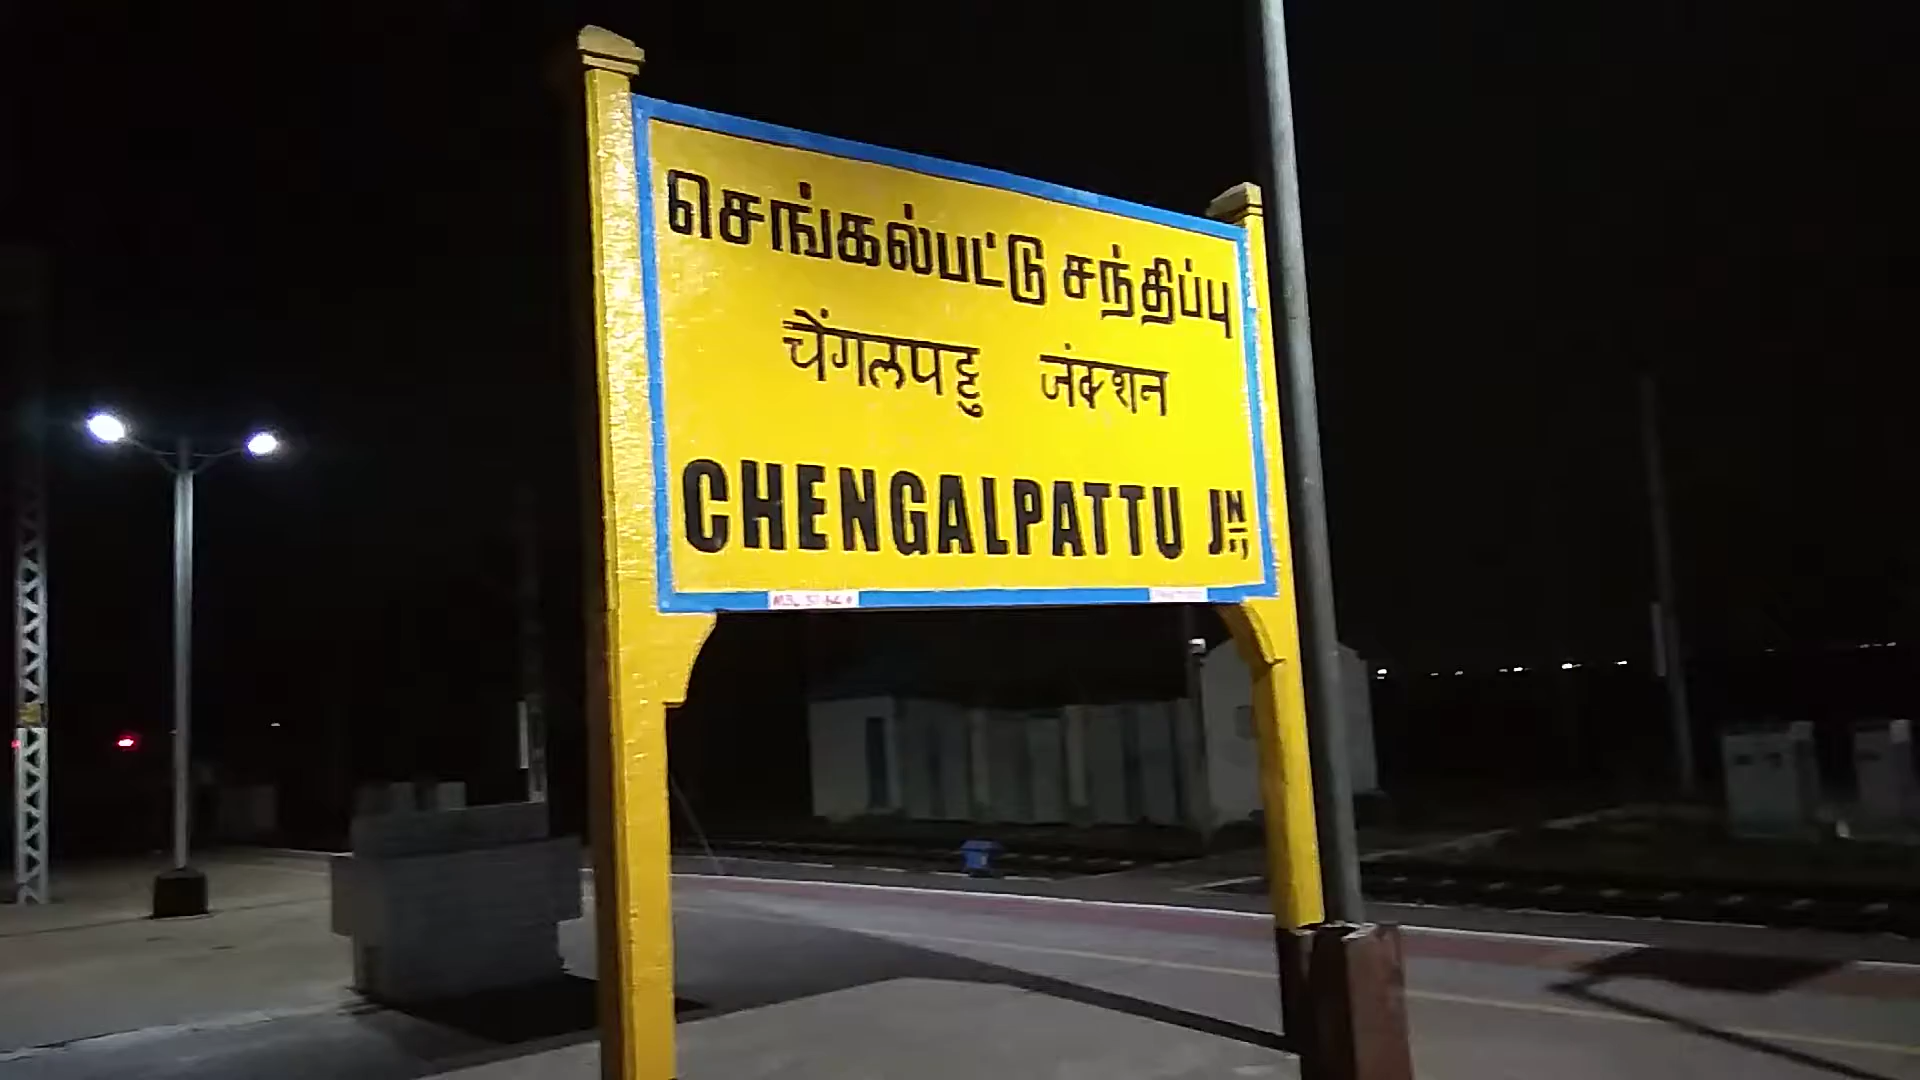 செங்கல்பட்டு சந்திப்பு
चेंगलपट्टु जंक्शन
CHENGALPATTU JN.,